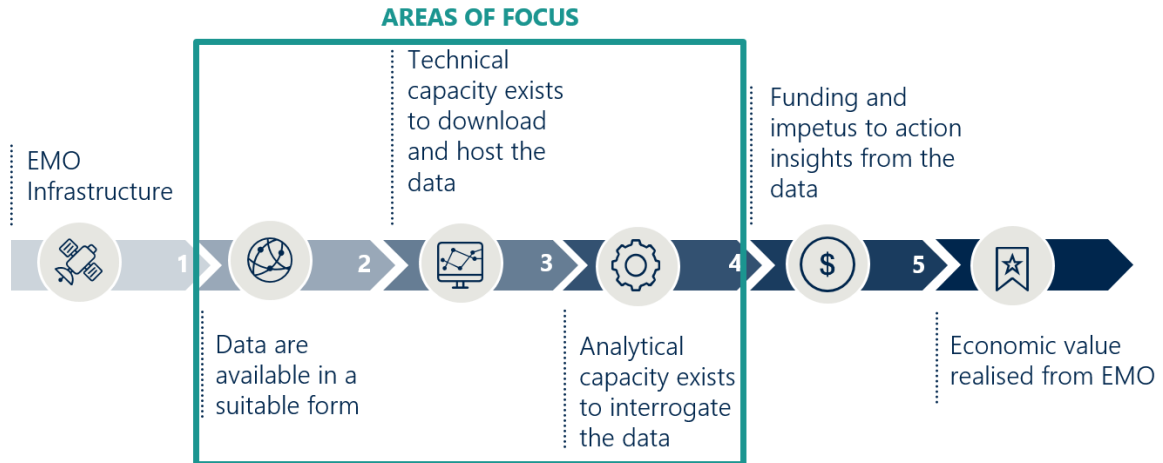 AREAS OF FOCUS
EMO
Infrastructure
1
Data are
available in a
suitable form
2
Technical
capacity exists
to download
and host the
data
3
Analytical
capacity exists
to interrogate
the data
4
Funding and
impetus to action
insights from the
data
$
5
Economic value
realised from EMO